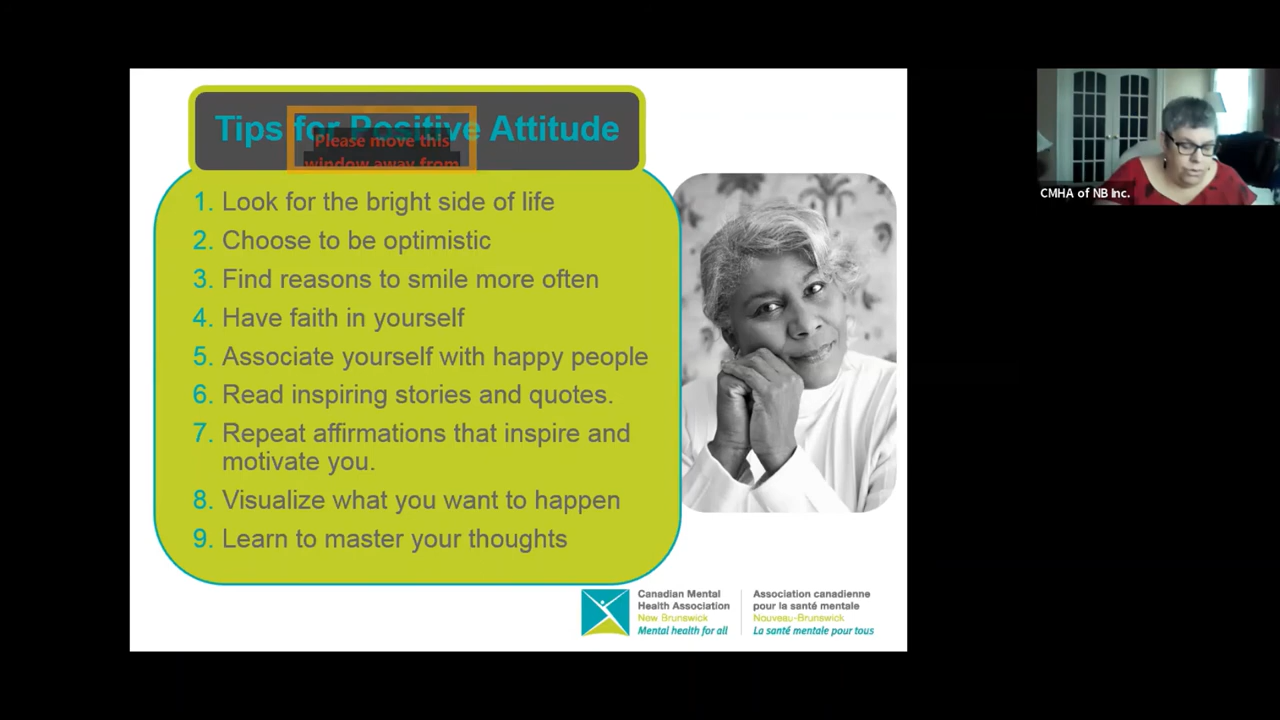 Tips for Positive Attitude
Please move this
window away from
1. Look for the bright side of life
2. Choose to be optimistic
3. Find reasons to smile more often
4. Have faith in yourself
5. Associate yourself with happy people
6. Read inspiring stories and quotes.
7. Repeat affirmations that inspire and
motivate you.
8. Visualize what you want to happen
9. Learn to master your thoughts
Canadian Mental
Health Association
New Brunswick
Mental health for all
Association canadienne
pour la santé mentale
Nouveau-Brunswick
La santé mentale pour tous
CMHA of NB Inc.